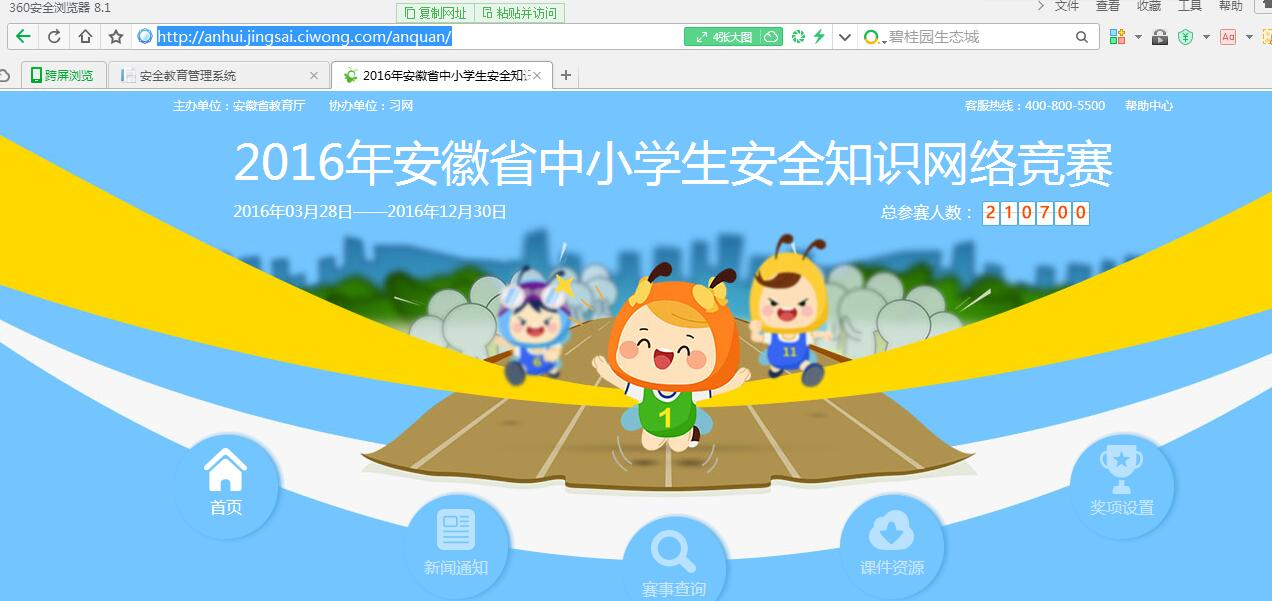 360安全浏览器 8.1
复制网址 粘贴并访问
文件 查看 收藏 工具 帮助
http://anhui.jingsai.ciwong.com/anquan/
4张大图
碧桂园生态城
跨屏浏览
安全教育管理系统
2016年安徽省中小学生安全知
主办单位：安徽省教育厅 协办单位：习网
客服热线：400-800-5500 帮助中心
2016年安徽省中小学生安全知识网络竞赛
2016年03月28日——2016年12月30日
总参赛人数： 210700
6
11
1
首页
新闻通知
赛事查询
课件资源
奖项设置